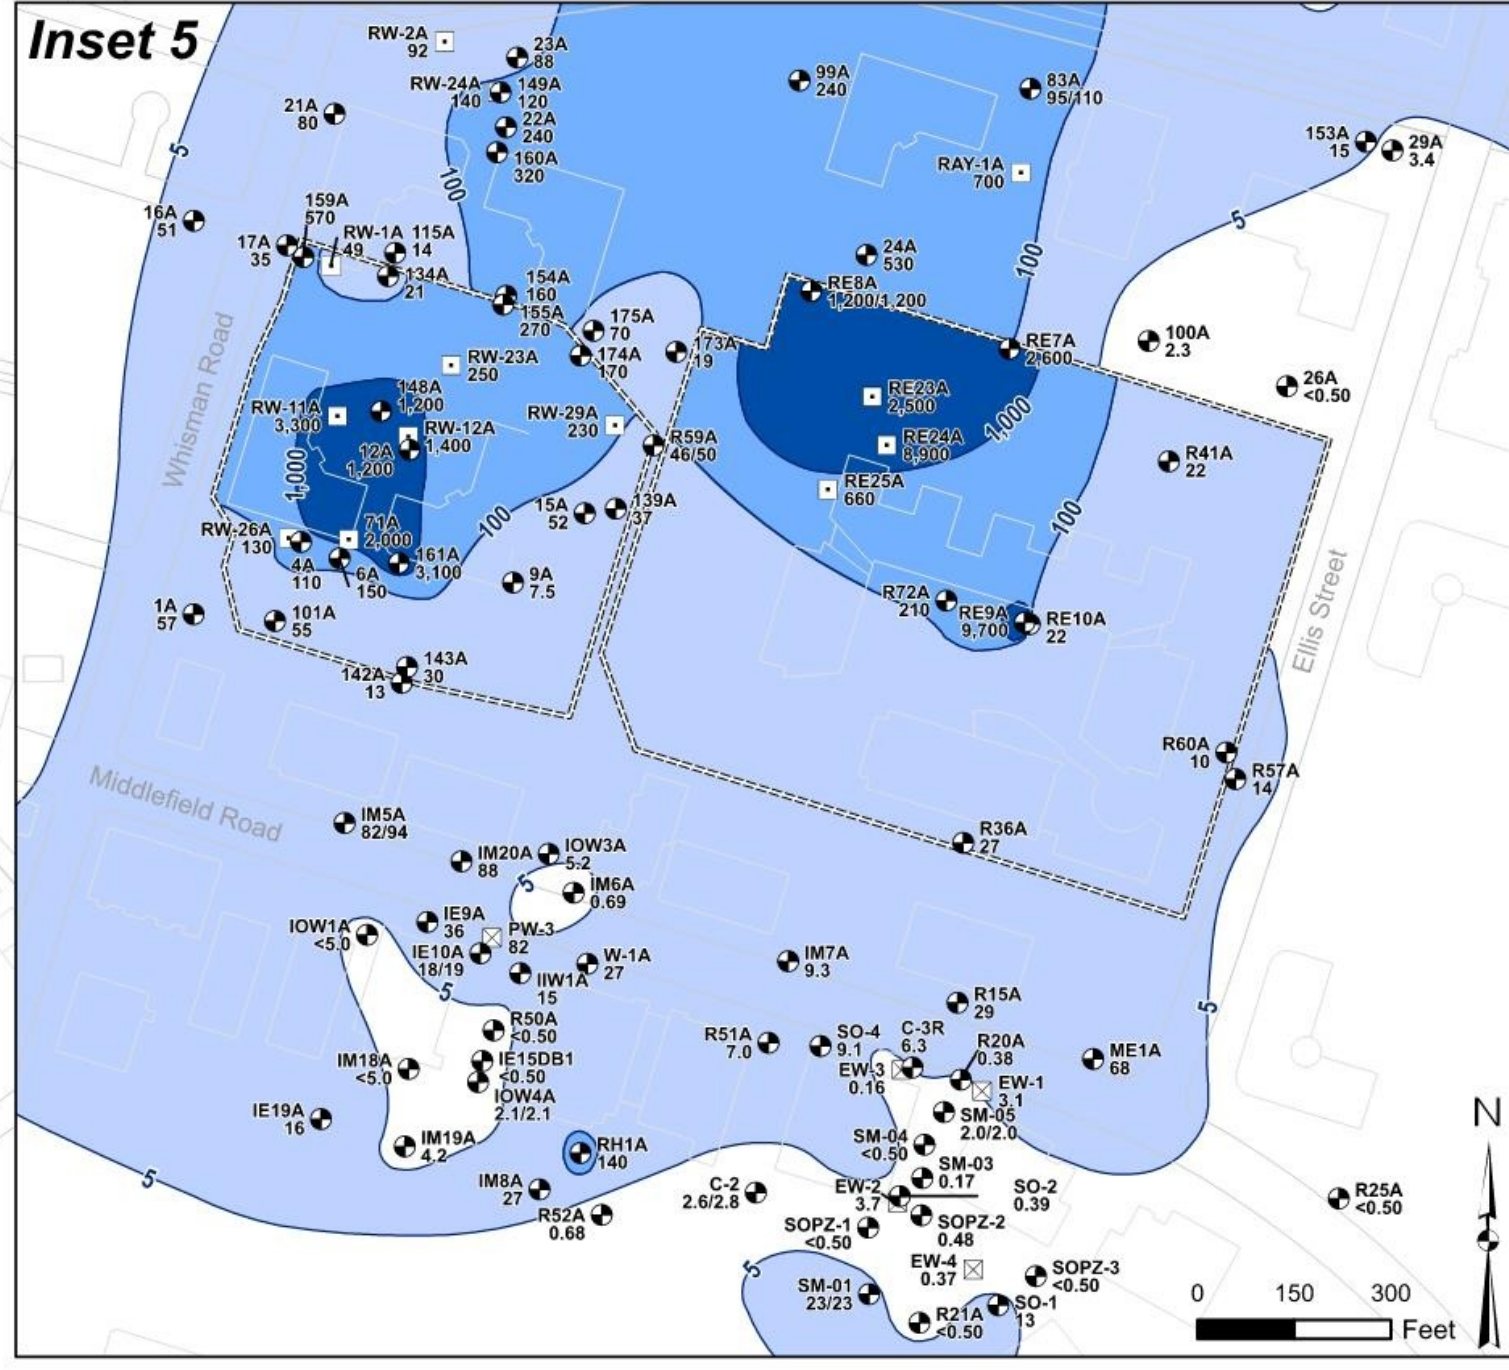 Inset 5
RW-2A
92
23A
88
RW-24A
140
149A
120
22A
240
160A
320
21A
80
99A
240
83A
95/110
RAY-1A
700
153A
15
29A
3.4
5
100
5
100
16A
51
159A
570
RW-1A
49
115A
14
17A
35
134A
21
24A
530
154A
160
155A
270
RE8A
1,200/1,200
175A
70
174A
170
173A
19
RE7A
2,600
100A
2.3
26A
<0.50
RW-23A
250
148A
1,200
RW-11A
3,300
RW-12A
1,400
12A
1,200
RW-29A
230
R59A
46/50
RE23A
2,500
RE24A
8,900
RE25A
660
1,000
R41A
22
Whisman Road
1,000
100
100
15A
52
139A
37
RW-26A
130
71A
2,000
4A
110
6A
150
161A
3,100
9A
7.5
1A
57
101A
55
143A
30
142A
13
R72A
210
RE9A
9,700
RE10A
22
Ellis Street
R60A
10
R57A
14
Middlefield Road
IM5A
82/94
R36A
27
IM20A
88
IOW3A
5.2
5
IM6A
0.69
IOW1A
<5.0
IE9A
36
PW-3
82
IE10A
18/19
W-1A
27
IIW1A
15
IM7A
9.3
5
R15A
29
5
R50A
<0.50
R51A
7.0
SO-4
9.1
C-3R
6.3
R20A
0.38
ME1A
68
IM18A
<5.0
IE15DB1
<0.50
IOW4A
2.1/2.1
EW-3
0.16
EW-1
3.1
IE19A
16
SM-05
2.0/2.0
IM19A
4.2
RH1A
140
SM-04
<0.50
5
IM8A
27
C-2
2.6/2.8
SM-03
0.17
EW-2
3.7
SO-2
0.39
R25A
<0.50
R52A
0.68
SOPZ-1
<0.50
SOPZ-2
0.48
5
EW-4
0.37
SOPZ-3
<0.50
SM-01
23/23
SO-1
13
R21A
<0.50
N
0 150 300
Feet